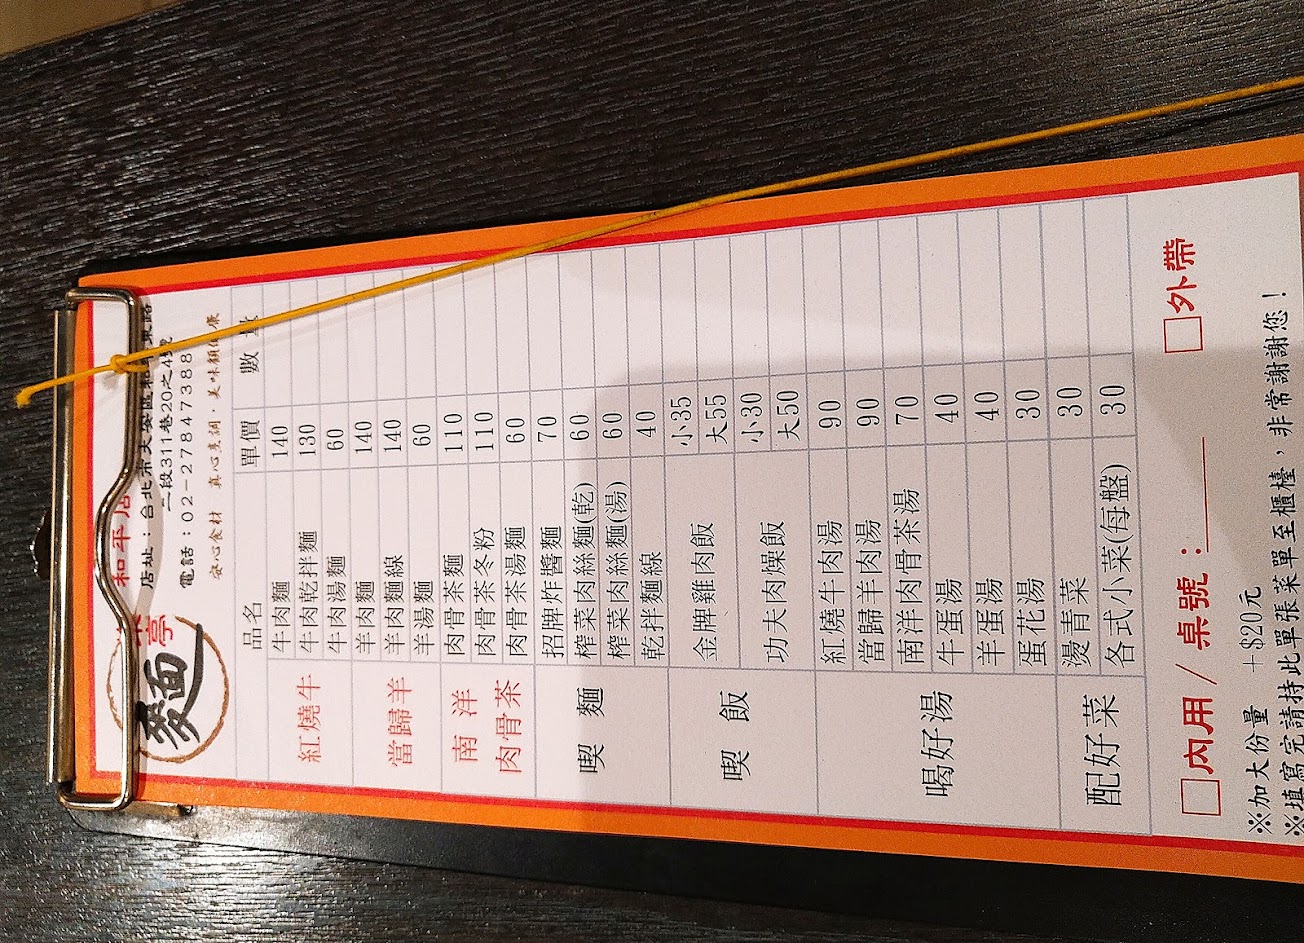 麵
亭
和平店
店址：台北市大安區和平東路
二段311巷20之4號
電話：02-27847388
安心食材 真心烹調·美味顧健康
品名 單價 數量
紅燒牛
牛肉麵 140
牛肉乾拌麵 130
牛肉湯麵 60
當歸羊
羊肉麵 140
羊肉麵線 140
羊湯麵 60
南洋
肉骨茶
肉骨茶麵 110
肉骨茶冬粉 110
肉骨茶湯麵 60
喫麵
招牌炸醬麵 70
榨菜肉絲麵(乾) 60
榨菜肉絲麵(湯) 60
乾拌麵線 40
喫飯
金牌雞肉飯 小35
大55
功夫肉燥飯 小30
大50
喝好湯
紅燒牛肉湯 90
當歸羊肉湯 90
南洋肉骨茶湯 70
牛蛋湯 40
羊蛋湯 40
蛋花湯 30
配好菜
燙青菜 30
各式小菜(每盤) 30
□內用 / 桌號：____ □外帶
※加大份量 +$20元
※填寫完請持此單張菜單至櫃檯，非常謝謝您！